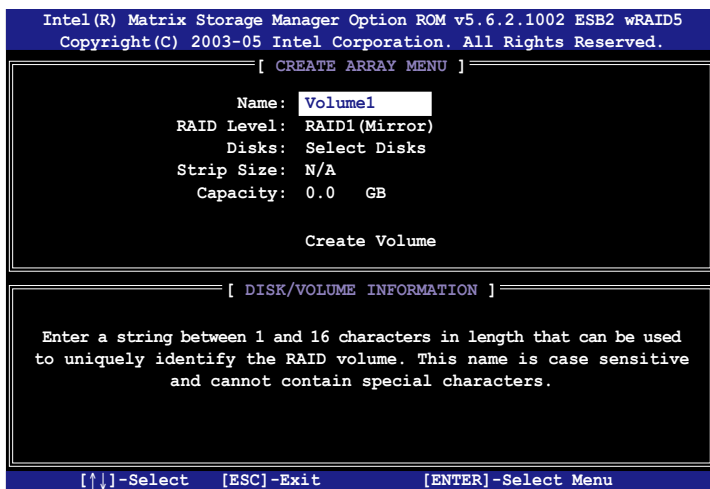 Intel(R) Matrix Storage Manager Option ROM v5.6.2.1002 ESB2 wRAID5
Copyright(C) 2003-05 Intel Corporation. All Rights Reserved.
[ CREATE ARRAY MENU ]
Name: Volume1
RAID Level: RAID1(Mirror)
Disks: Select Disks
Strip Size: N/A
Capacity: 0.0 GB
Create Volume
[ DISK/VOLUME INFORMATION ]
Enter a string between 1 and 16 characters in length that can be used
to uniquely identify the RAID volume. This name is case sensitive
and cannot contain special characters.
[↑↓]-Select [ESC]-Exit [ENTER]-Select Menu